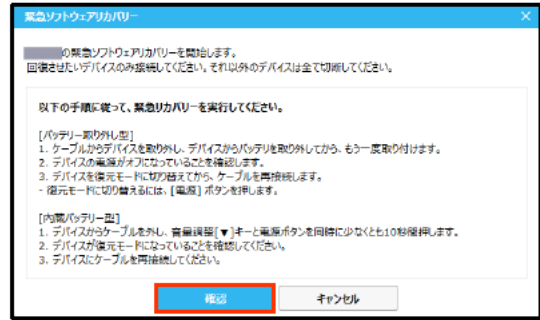 緊急ソフトウェアリカバリー
の緊急ソフトウェアリカバリーを開始します。
回復させたいデバイスのみ接続してください。それ以外のデバイスは全て切断してください。
以下の手順に従って、緊急リカバリーを実行してください。
[バッテリー取り外し型]
1. ケーブルからデバイスを取り外し、デバイスからバッテリを取り外してから、もう一度取り付けます。
2. デバイスの電源がオフになっていることを確認します。
3. デバイスを復元モードに切り替えてから、ケーブルを再接続します。
- 復元モードに切り替えるには、[電源] ボタンを押します。
[内蔵バッテリー型]
1. デバイスからケーブルを外し、音量調整[▼]キーと電源ボタンを同時に少なくとも10秒間押します。
2. デバイスが復元モードになっていることを確認してください。
3. デバイスにケーブルを再接続してください。
確認
キャンセル